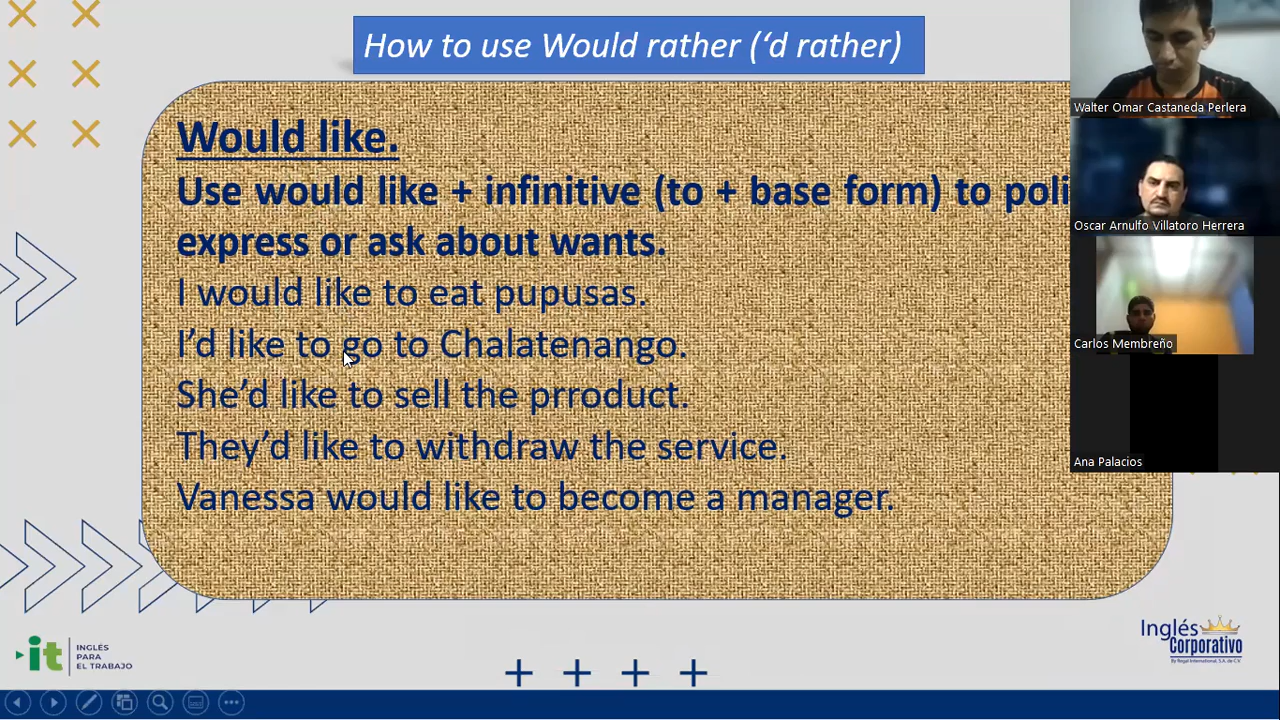 How to use Would rather (‘d rather)
Would like.
Use would like + infinitive (to + base form) to
express or ask about wants.
I would like to eat pupusas.
I’d like to go to Chalatenango.
She’d like to sell the prroduct.
They’d like to withdraw the service.
Vanessa would like to become a manager.
Walter Omar Castaneda Perlera
Oscar Arnulfo Villatoro Herrera
Carlos Membreño
Ana Palacios
it
INGLÉS
PARA
EL TRABAJO
Inglés
Corporativo
By Regal International, S.A. de C.V.